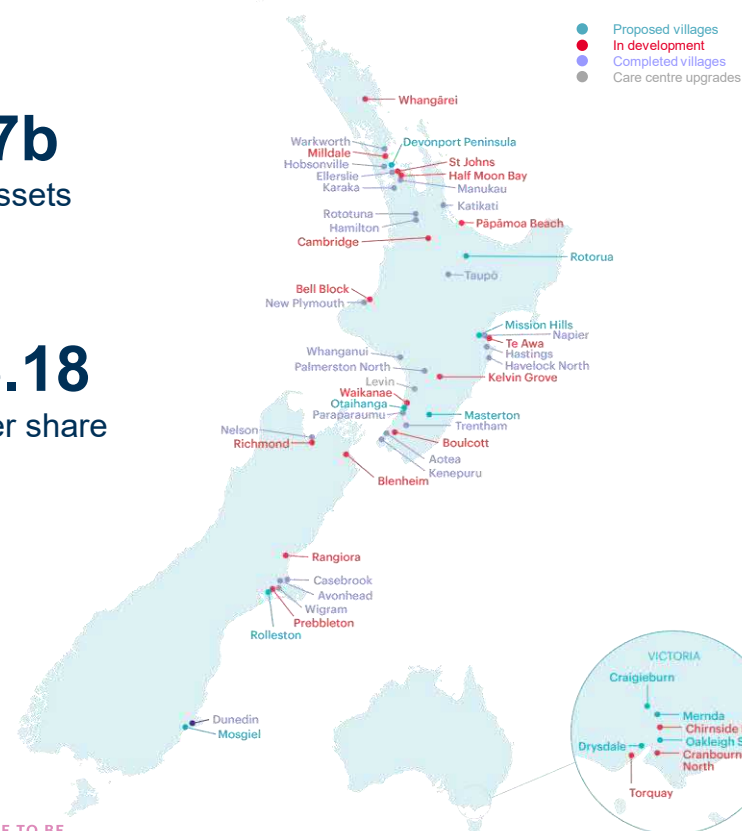 7b
ssets
.18
er share
Proposed villages
In development
Completed villages
Care centre upgrades
Whangārei
Warkworth
Devonport Peninsula
Milldale
St Johns
Hobsonville
Half Moon Bay
Ellerslie
Manukau
Karaka
Katikati
Rototuna
Hamilton
Pāpāmoa Beach
Cambridge
Rotorua
Taupō
Bell Block
New Plymouth
Mission Hills
Napier
Te Awa
Hastings
Havelock North
Whanganui
Palmerston North
Kelvin Grove
Levin
Waikanae
Otaihanga
Paraparaumu
Masterton
Trentham
Nelson
Richmond
Boulcott
Aotea
Kenepuru
Blenheim
Rangiora
Casebrook
Avonhead
Wigram
Prebbleton
Rolleston
Dunedin
Mosgiel
VICTORIA
Craigieburn
Mernda
Chirnside
Oakleigh S
Drysdale
Cranbourn
North
Torquay
E TO BE